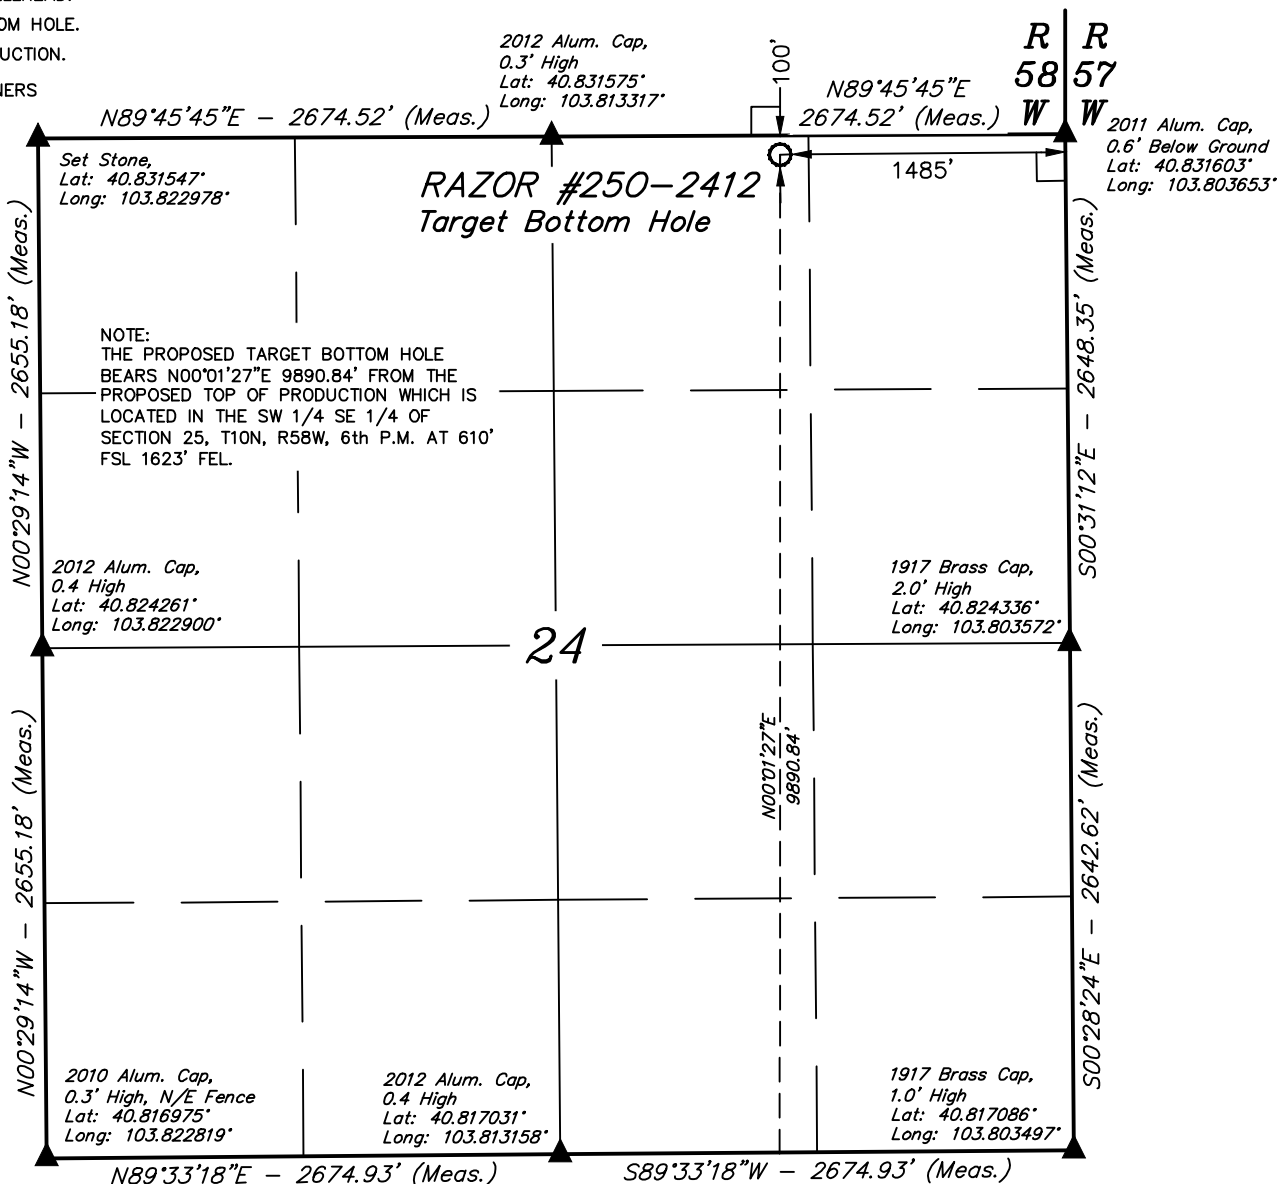 OM HOLE.
UCTION.
NERS
2012 Alum. Cap,
0.3' High
Lat: 40.831575°
Long: 103.813317°
100'
R R
58 57
W W
N89°45'45"E - 2674.52' (Meas.)
N89°45'45"E
2674.52' (Meas.)
2011 Alum. Cap,
0.6' Below Ground
Lat: 40.831603°
Long: 103.803653°
Set Stone,
Lat: 40.831547°
Long: 103.822978°
1485'
RAZOR #250-2412
Target Bottom Hole
N00°29'14"W - 2655.18' (Meas.)
S00°31'12"E - 2648.35' (Meas.)
NOTE:
THE PROPOSED TARGET BOTTOM HOLE
BEARS N00°01'27"E 9890.84' FROM THE
PROPOSED TOP OF PRODUCTION WHICH IS
LOCATED IN THE SW 1/4 SE 1/4 OF
SECTION 25, T10N, R58W, 6th P.M. AT 610'
FSL 1623' FEL.
2012 Alum. Cap,
0.4 High
Lat: 40.824261°
Long: 103.822900°
1917 Brass Cap,
2.0' High
Lat: 40.824336°
Long: 103.803572°
24
N00°01'27"E
9890.84'
N00°29'14"W - 2655.18' (Meas.)
S00°28'24"E - 2642.62' (Meas.)
2010 Alum. Cap,
0.3' High, N/E Fence
Lat: 40.816975°
Long: 103.822819°
2012 Alum. Cap,
0.4 High
Lat: 40.817031°
Long: 103.813158°
1917 Brass Cap,
1.0' High
Lat: 40.817086°
Long: 103.803497°
N89°33'18"E - 2674.93' (Meas.)
S89°33'18"W - 2674.93' (Meas.)